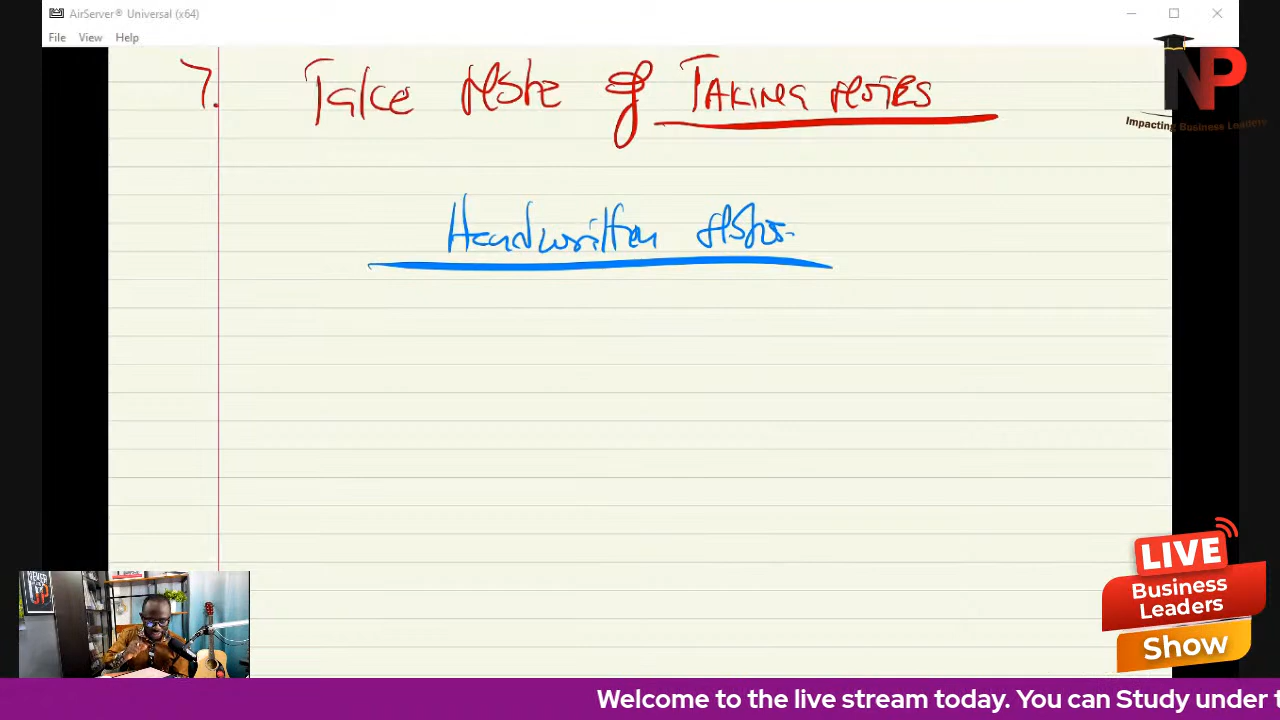 AirServer® Universal (x64)
File View Help
7. Take Note of TAKING NOTES
Handwritten Notes.
NP
Impacting Business Leaders
LIVE
Business
Leaders
Show
Welcome to the live stream today. You can Study under t